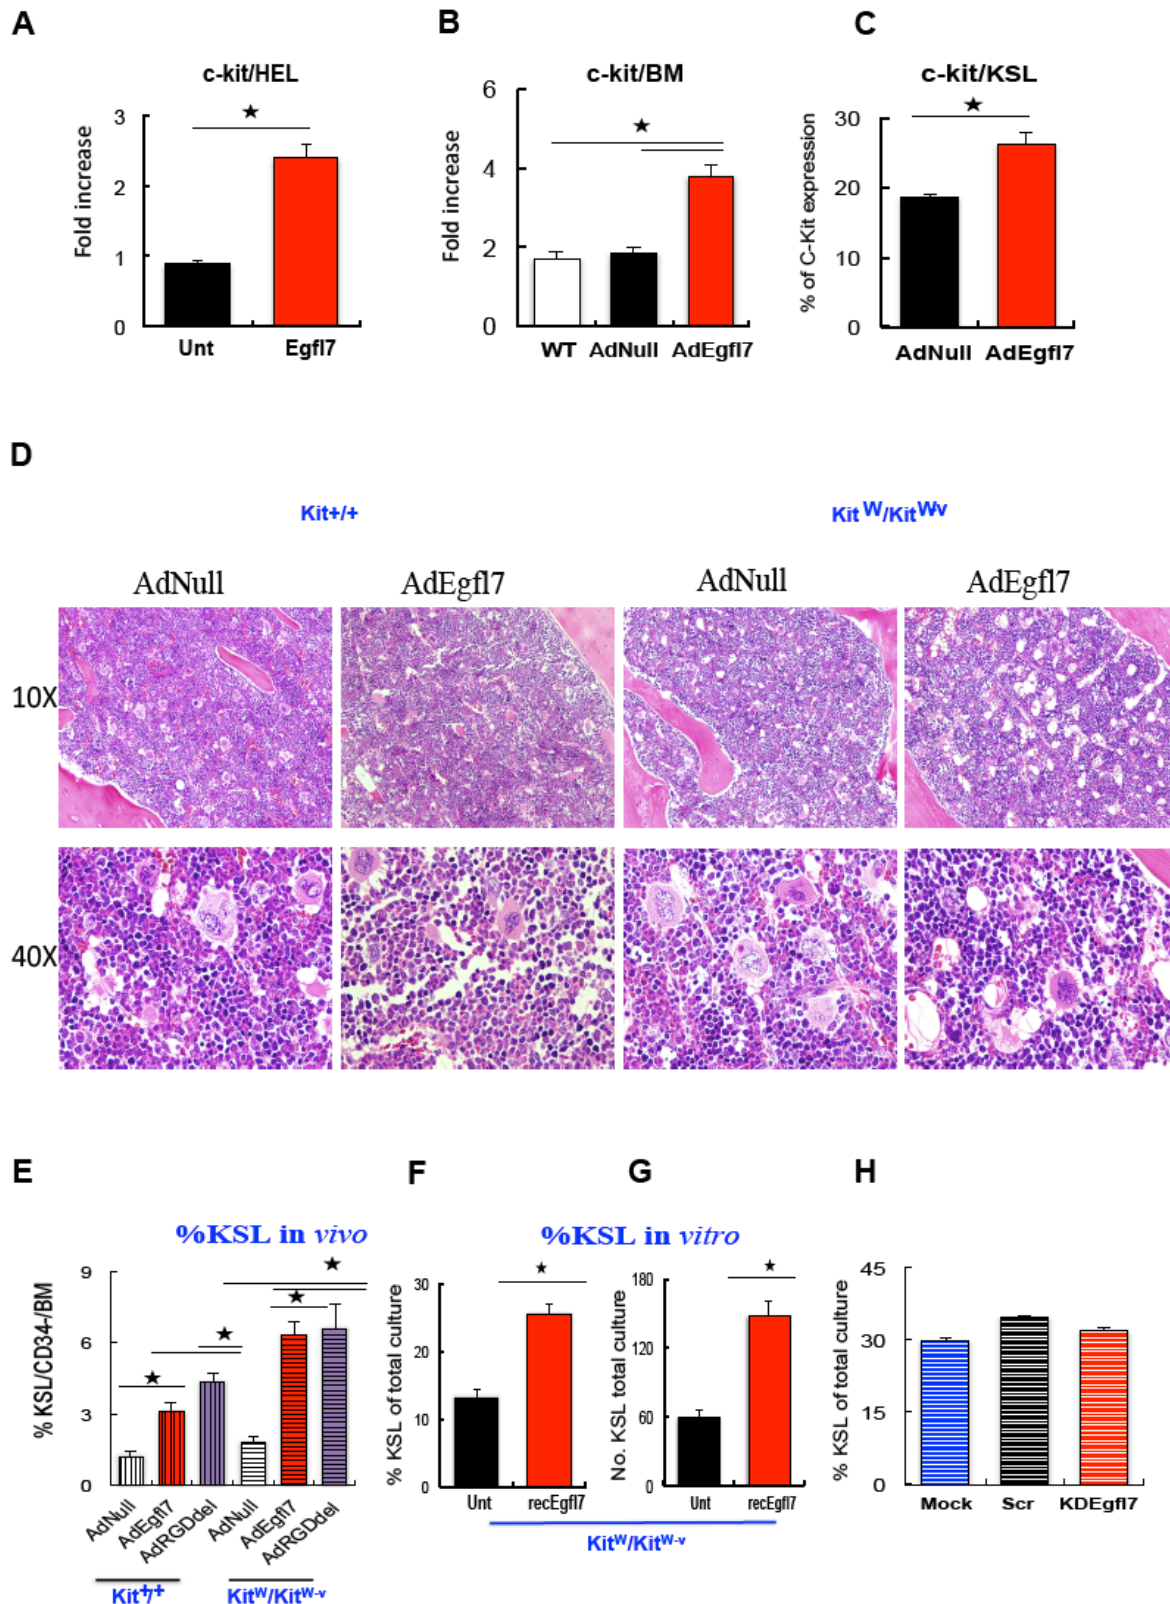 A
B
C
c-kit/HEL
c-kit/BM
c-kit/KSL
★
★
★
Fold increase
3
2
1
0
Unt
Egfl7
Fold increase
6
4
2
0
WT
AdNull
AdEgfl7
% of C-Kit expression
30
20
10
0
AdNull
AdEgfl7
D
Kit+/+
Kit W/KitW-v
AdNull
AdEgfl7
AdNull
AdEgfl7
10X
40X
E
F
G
H
%KSL in vivo
%KSL in vitro
% KSL/CD34-/BM
9
6
3
0
★
★
★
★
AdNull
AdEgfl7
AdRGDdel
AdNull
AdEgfl7
AdRGDdel
Kit+/+
KitW/KitW-v
% KSL of total culture
30
20
10
0
★
Unt
recEgfl7
No. KSL total culture
180
120
60
0
★
Unt
recEgfl7
KitW/KitW-v
% KSL of total culture
45
30
15
0
Mock
Scr
KDEgfl7